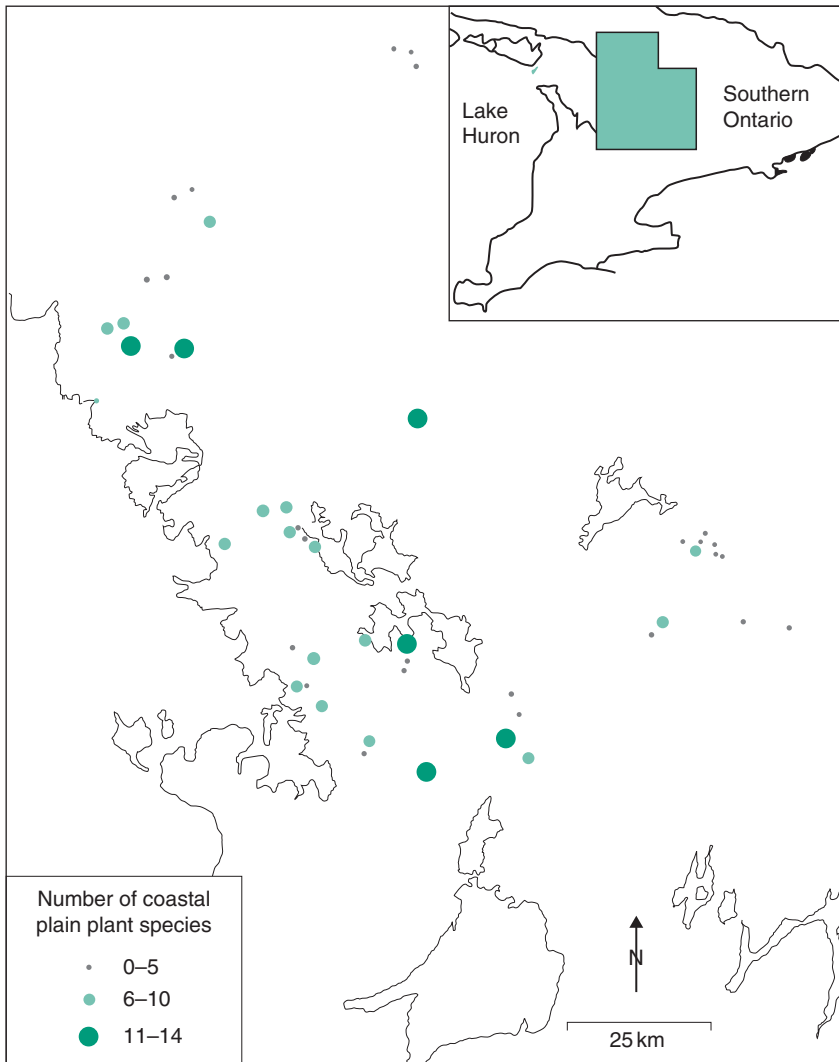 Lake
Huron
Southern
Ontario
Number of coastal
plain plant species
0–5
6–10
11–14
N
25 km